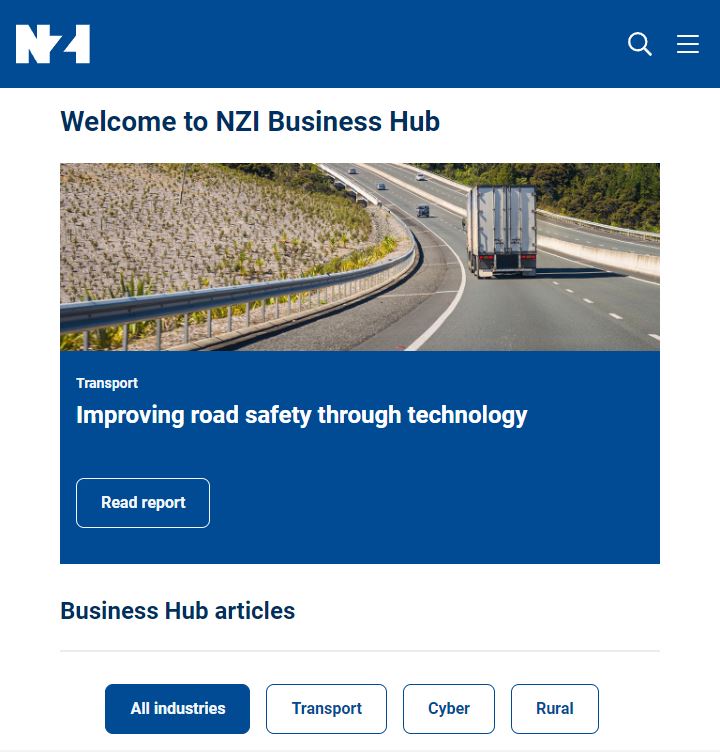 NZI
Welcome to NZI Business Hub
Transport
Improving road safety through technology
Read report
Business Hub articles
All industries
Transport
Cyber
Rural